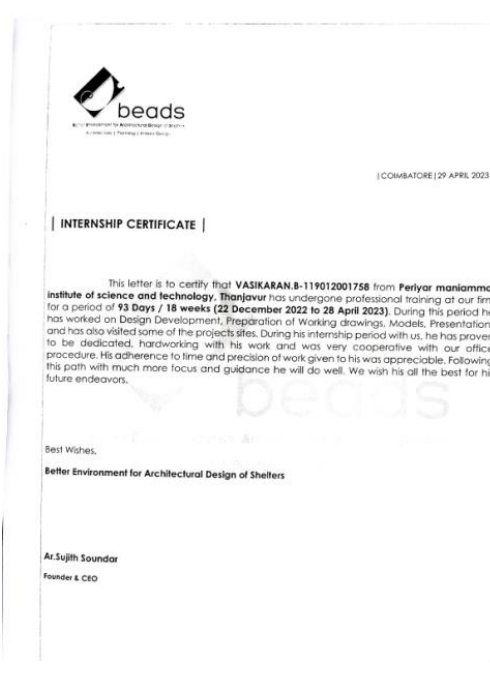 beads
| COIMBATORE | 29 APRIL 2023
| INTERNSHIP CERTIFICATE |
This letter is to certify that VASIKARAN.B-119012001758 from Periyar maniammo
institute of science and technology, Thanjavur has undergone professional training at our firm
for a period of 93 Days / 18 weeks (22 December 2022 to 28 April 2023). During this period he
has worked on Design Development, Preparation of Working drawings, Models, Presentation
and has also visited some of the projects sites. During his internship period with us, he has proven
to be dedicated, hardworking with his work and was very cooperative with our office
procedure. His adherence to time and precision of work given to his was appreciable. Following
this path with much more focus and guidance he will do well. We wish his all the best for hi
future endeavors.
beads
Best Wishes,
Better Environment for Architectural Design of Shelters
Ar.Sujith Soundar
Founder & CEO